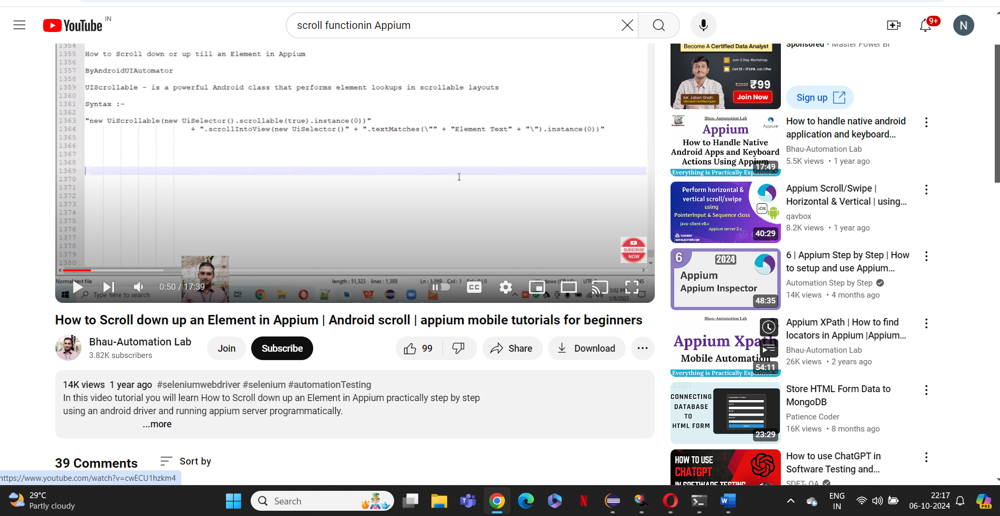 YouTube IN
scroll functionin Appium
9+
N
1354
1355 How to Scroll down or up till an Element in Appium
1356
1357 ByAndroidUIAutomator
1358
1359 UIScrollable - is a powerful Android class that performs element lookups in scrollable layouts
1360
1361 Syntax :-
1362
1363 "new UiScrollable(new UiSelector().scrollable(true).instance(0))"
1364 + ".scrollIntoView(new UiSelector()" + ".textMatches(\"" + "Element Text" + "\").instance(0))"
1365
1366
1367
1368
1369
1370
1371
1372
1373
1374
1375
1376
1377
1378
1379
1380
SUBSCRIBE
NOW
Normal text file
length : 51,323 lines : 1,389
Ln : 1,369 Col : 1
INS
0:50 / 17:39
CC
Type here to search
3:02 PM
1/8/2023
How to Scroll down up an Element in Appium | Android scroll | appium mobile tutorials for beginners
Bhau-Automation Lab
3.82K subscribers
Join
Subscribe
99
Share
Download
14K views 1 year ago #seleniumwebdriver #selenium #automationTesting
In this video tutorial you will learn How to Scroll down up an Element in Appium practically step by step
using an android driver and running appium server programmatically.
...more
39 Comments
Sort by
https://www.youtube.com/watch?v=cwECU1hzkm4
Become A Certified Data Analyst
Join 2 Day Workshop
Get 12 - 17 LPA Job Offer
₹2000 ₹99
Join Now
Mr. Jatan Shah
Microsoft Certified Expert
Sponsored · Master Power BI
Sign up
Bhau-Automation Lab
Appium
Appium
How to Handle Native
Android Apps and Keyboard
Actions Using Appium
17:49
Everything is Practically Explained....
How to handle native android
application and keyboard...
Bhau-Automation Lab
5.5K views • 1 year ago
Perform horizontal &
vertical scroll/swipe
using
PointerInput & Sequence class
java-client v8.x
Appium server 2.x
iOS
/QAVBOX
QAVALIDATION.COM
40:29
Appium Scroll/Swipe |
Horizontal & Vertical | using...
qavbox
8.2K views • 1 year ago
6
2024
Appium
Appium Inspector
48:35
6 | Appium Step by Step | How
to setup and use Appium...
Automation Step by Step
14K views • 4 months ago
Bhau-Automation Lab
Appium Xpath
Mobile Automation
54:11
Everything is Practically Explained....
Appium XPath | How to find
locators in Appium |Appium...
Bhau-Automation Lab
26K views • 2 years ago
CONNECTING
DATABASE
TO
HTML FORM
23:29
Store HTML Form Data to
MongoDB
Patience Coder
16K views • 8 months ago
HOW TO USE
CHATGPT
IN SOFTWARE TESTING
How to use ChatGPT in
Software Testing and...
SDET- QA
29°C
Partly cloudy
Search
ENG
IN
22:17
06-10-2024
PRE